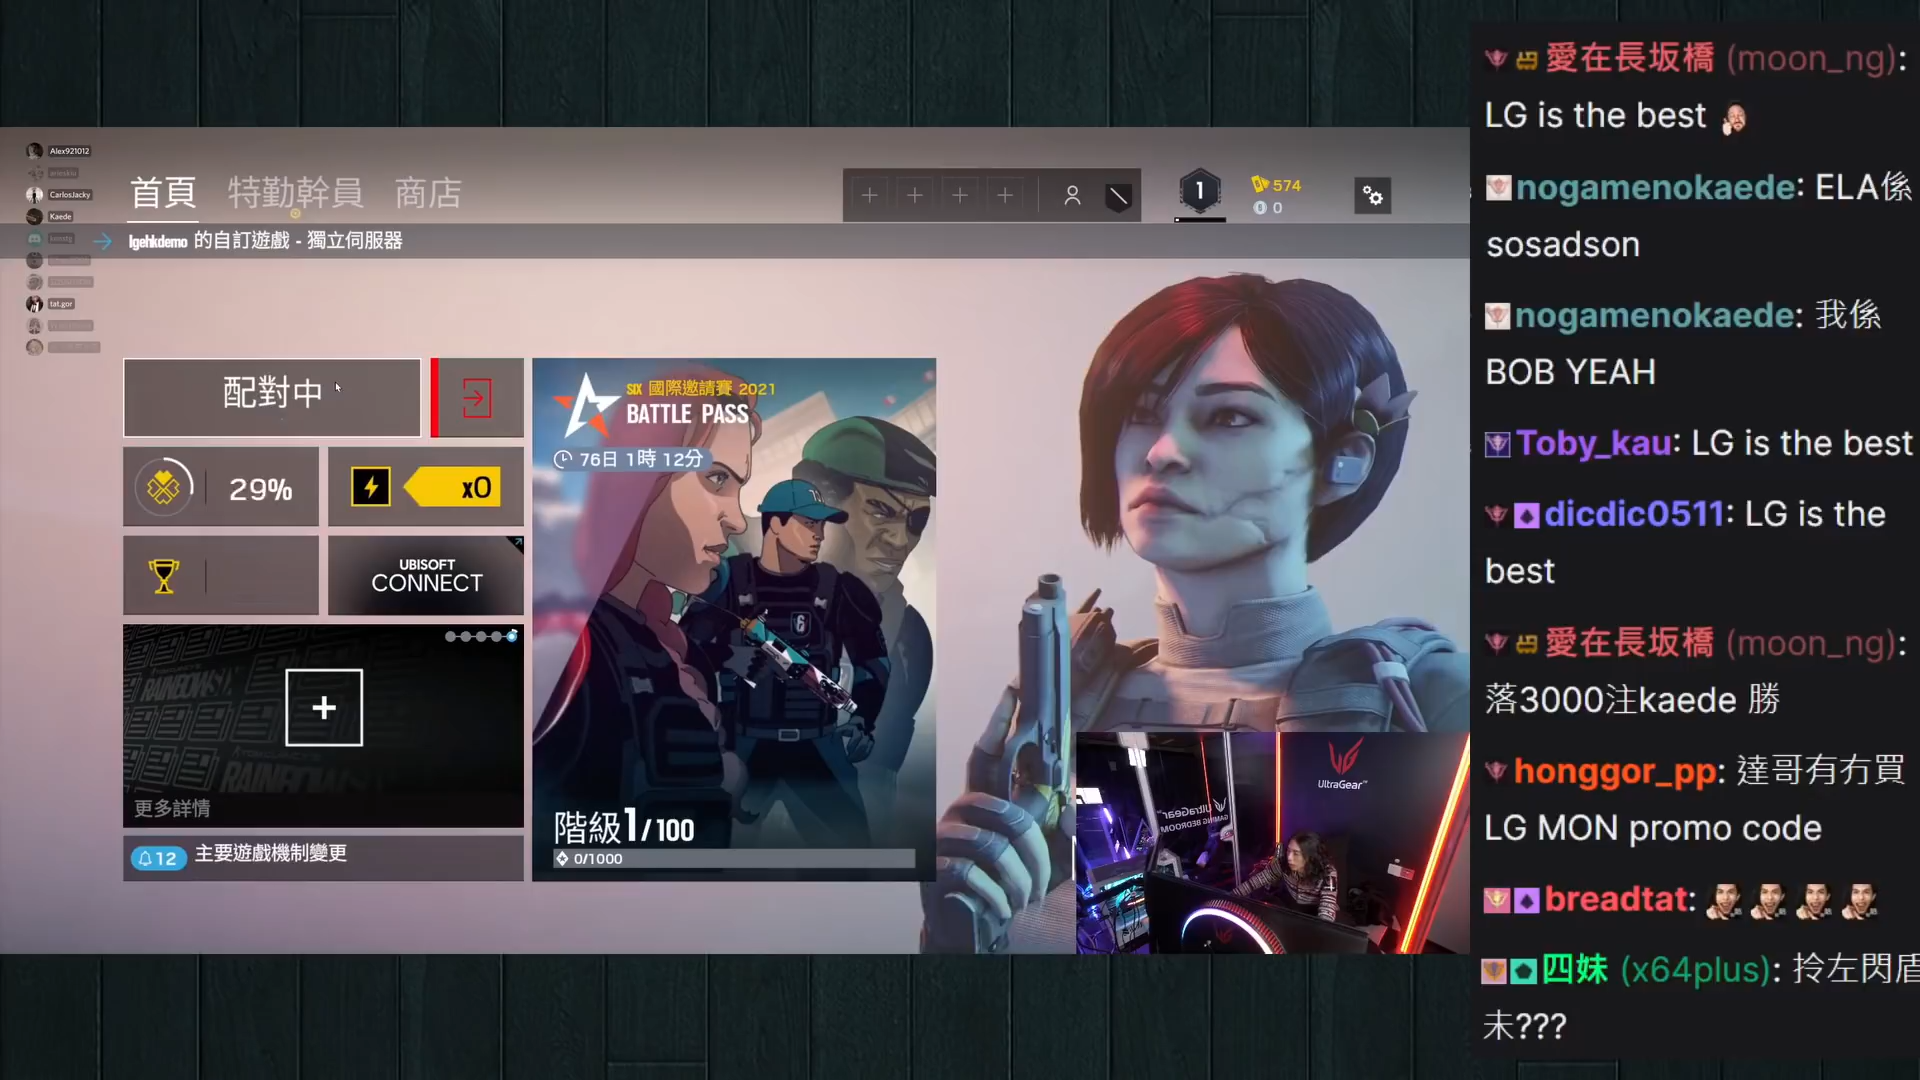 Alex921012
CarlosJacky
Kaede
tat.gor
首頁 特勤幹員 商店
1
574
0
lgehkdemo 的自訂遊戲 - 獨立伺服器
配對中
29%
x0
UBISOFT
CONNECT
更多詳情
12 主要遊戲機制變更
SIX 國際邀請賽 2021
BATTLE PASS
76日 1時 12分
階級1/100
0/1000
UltraGear
UltraGear
GAMING BEDROOM
愛在長坂橋 (moon_ng):
LG is the best
nogamenokaede: ELA係
sosadson
nogamenokaede: 我係
BOB YEAH
Toby_kau: LG is the best
dicdic0511: LG is the
best
愛在長坂橋 (moon_ng):
落3000注kaede 勝
honggor_pp: 達哥有冇買
LG MON promo code
breadtat:
四妹 (x64plus): 拎左閃盾
未???